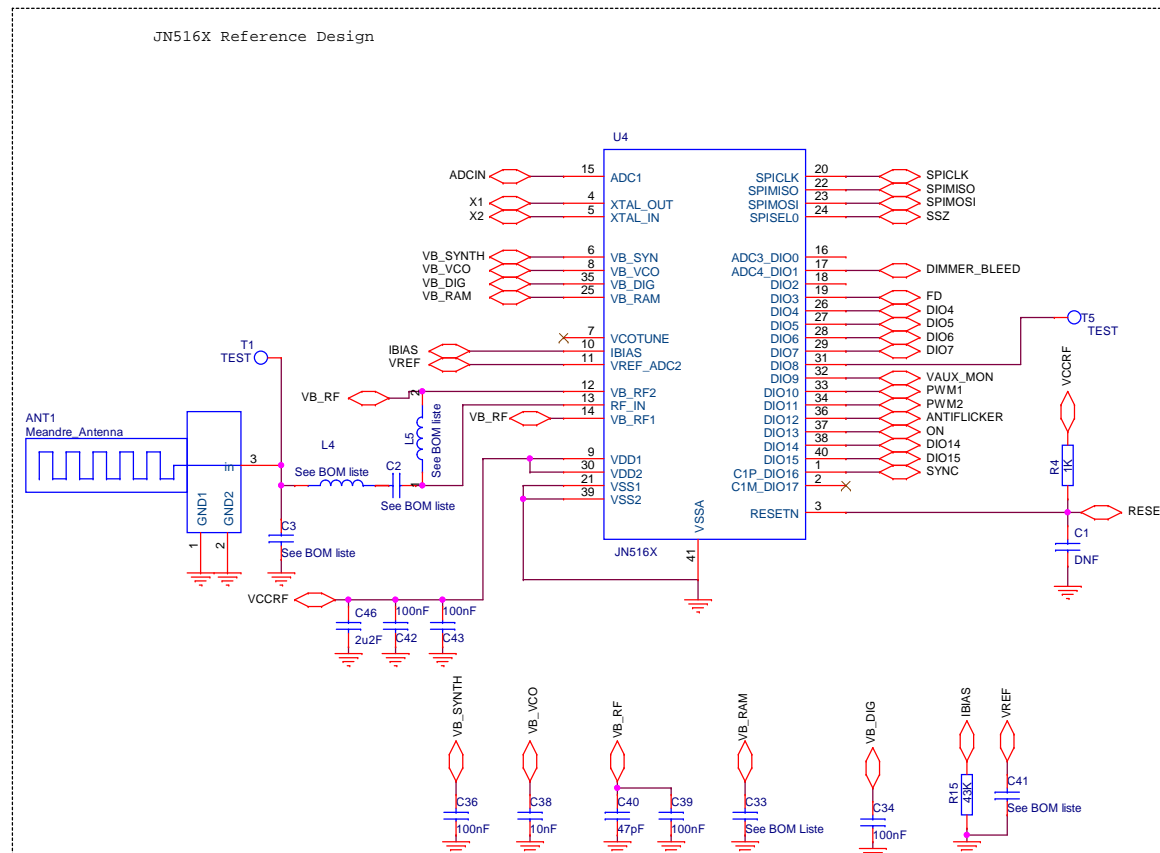 JN516X Reference Design
U4
ADCIN
15
ADC1
X1
4
XTAL_OUT
X2
5
XTAL_IN
VB_SYNTH
6
VB_SYN
VB_VCO
8
VB_VCO
VB_DIG
35
VB_DIG
VB_RAM
25
VB_RAM
7
VCOTUNE
IBIAS
10
IBIAS
VREF
11
VREF_ADC2
VB_RF
12
VB_RF2
13
RF_IN
VB_RF
14
VB_RF1
9
VDD1
30
VDD2
21
VSS1
39
VSS2
VSSA
41
JN516X
SPICLK
20
SPICLK
SPIMISO
22
SPIMISO
SPIMOSI
23
SPIMOSI
SPISEL0
24
SSZ
ADC3_DIO0
16
ADC4_DIO1
17
DIMMER_BLEED
DIO2
18
DIO3
19
FD
DIO4
26
DIO4
DIO5
27
DIO5
DIO6
28
DIO6
DIO7
29
DIO7
DIO8
31
DIO9
32
VAUX_MON
DIO10
33
PWM1
DIO11
34
PWM2
DIO12
36
ANTIFLICKER
DIO13
37
ON
DIO14
38
DIO14
DIO15
40
DIO15
C1P_DIO16
1
SYNC
C1M_DIO17
2
RESETN
3
RESE
T5
TEST
VCCRF
R4
1K
C1
DNF
T1
TEST
ANT1
Meandre_Antenna
in
3
GND1
GND2
1
2
L4
See BOM liste
C2
See BOM liste
2
L5
See BOM liste
1
C3
See BOM liste
VCCRF
C46
2u2F
100nF
C42
100nF
C43
VB_SYNTH
C36
100nF
VB_VCO
C38
10nF
VB_RF
C40
47pF
C39
100nF
VB_RAM
C33
See BOM Liste
VB_DIG
C34
100nF
IBIAS
R15
43K
VREF
C41
See BOM liste